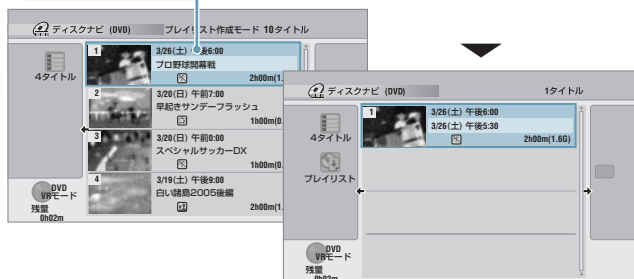 ディスクナビ (DVD) プレイリスト作成モード 10タイトル
4タイトル
1 3/26(土) 午後6:00
プロ野球開幕戦
2h00m(1.
2 3/20(日) 午前7:00
早起きサンデーフラッシュ
1h00m(0.
3 3/20(日) 午前0:00
スペシャルサッカーDX
1h00m(0.
4 3/19(土) 午後9:00
白い諸島2005後編
2h00m(1.
DVD
VRモード
残量
0h02m
ディスクナビ (DVD) 1タイトル
4タイトル
プレイリスト
1 3/26(土) 午後6:00
3/26(土) 午後5:30
2h00m(1.6G)
DVD
VRモード
残量
0h02m